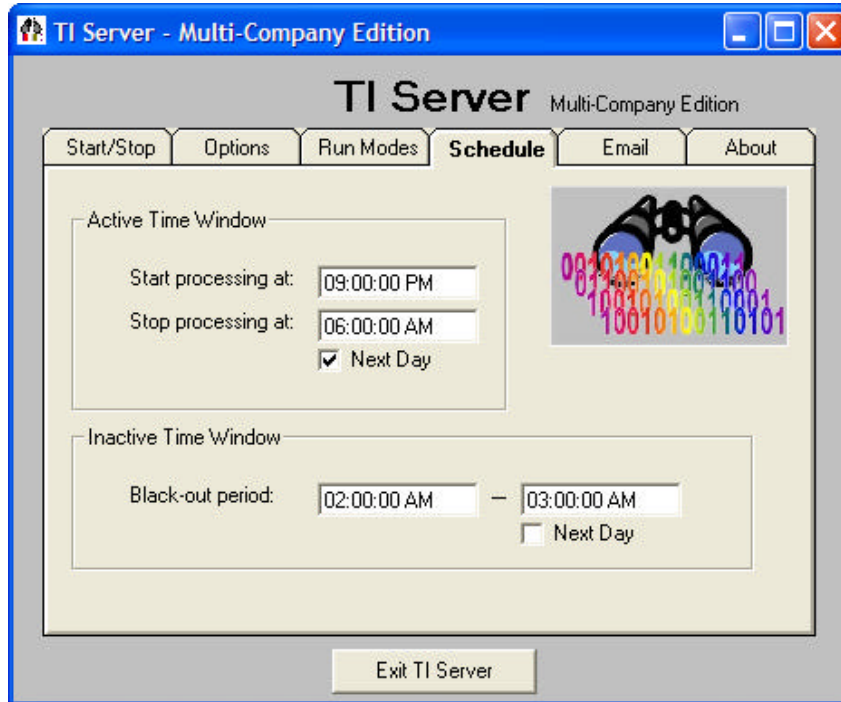 TI Server - Multi-Company Edition
TI Server Multi-Company Edition
Start/Stop Options Run Modes Schedule Email About
Active Time Window
Start processing at: 09:00:00 PM
Stop processing at: 06:00:00 AM
Next Day
Inactive Time Window
Black-out period: 02:00:00 AM – 03:00:00 AM
Next Day
Exit TI Server